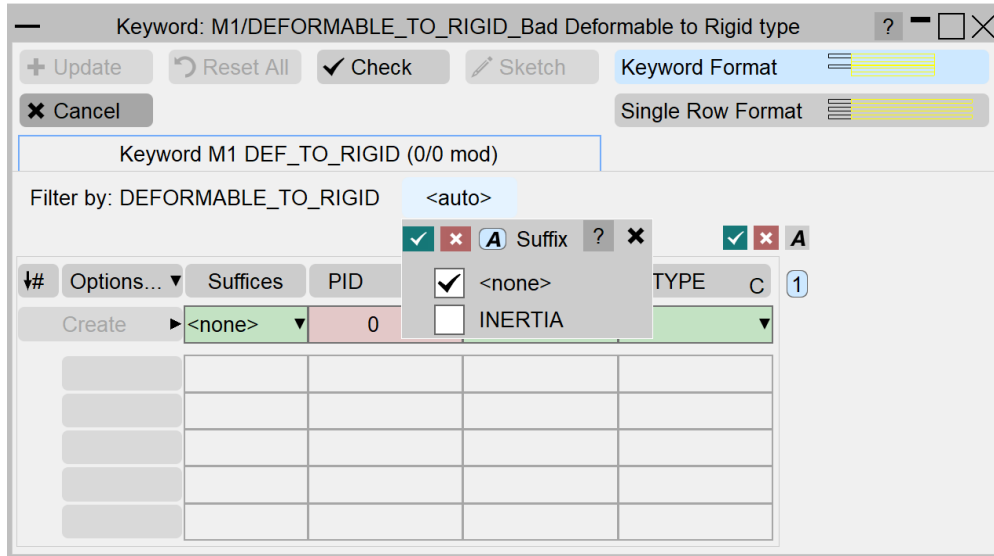 Keyword: M1/DEFORMABLE_TO_RIGID_Bad Deformable to Rigid type ?
Update Reset All Check Sketch Keyword Format
Cancel Single Row Format
Keyword M1 DEF_TO_RIGID (0/0 mod)
Filter by: DEFORMABLE_TO_RIGID <auto>
A Suffix ? A
# Options... Suffices PID <none> TYPE C 1
Create <none> 0 INERTIA